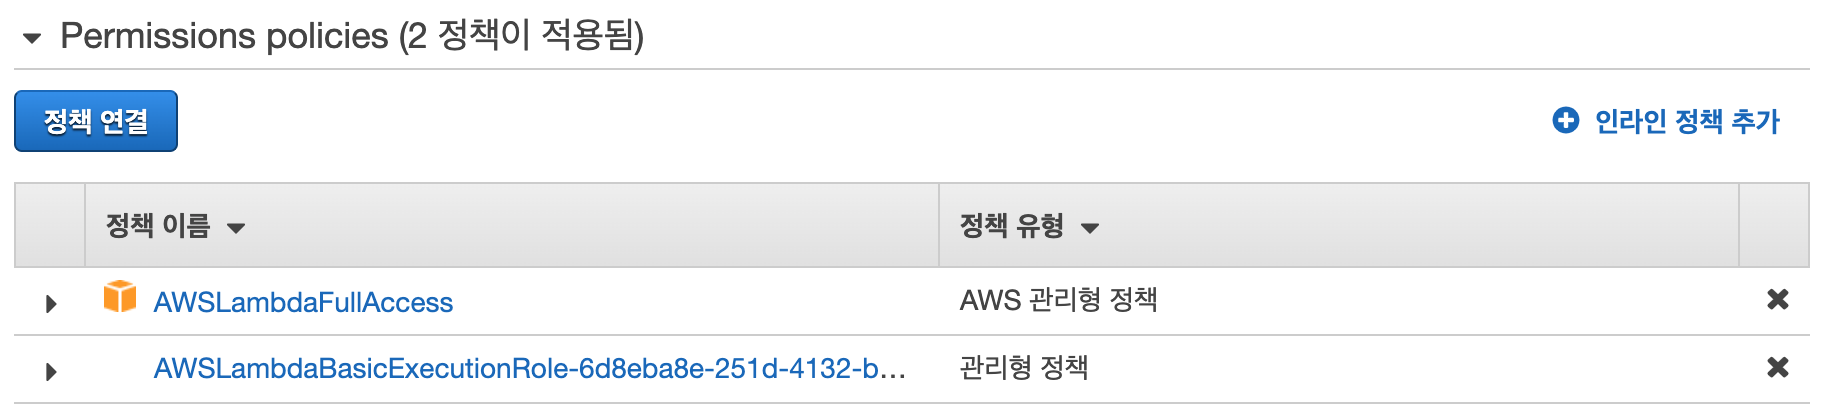 Permissions policies (2 정책이 적용됨)
정책 연결
인라인 정책 추가
정책 이름
정책 유형
AWSLambdaFullAccess
AWS 관리형 정책
AWSLambdaBasicExecutionRole-6d8eba8e-251d-4132-b...
관리형 정책